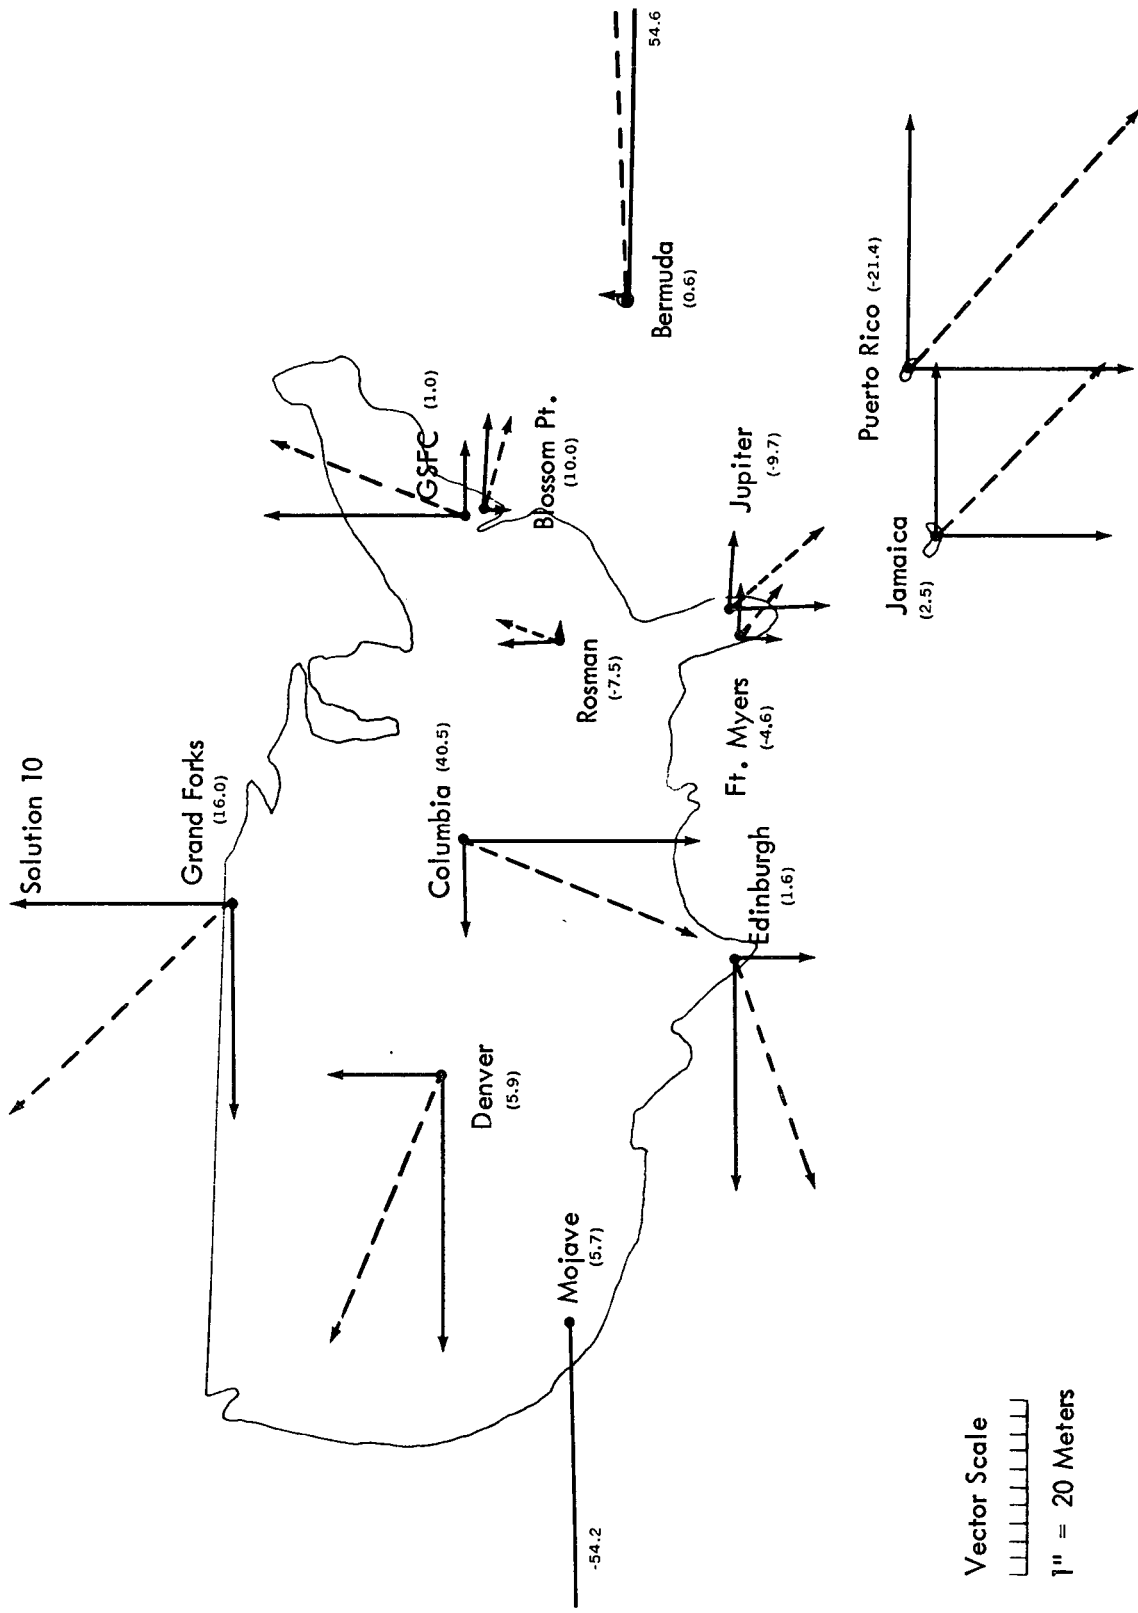 Solution 10
Grand Forks
(16.0)
GSFC (1.0)
Blossom Pt.
(10.0)
Columbia (40.5)
Denver
(5.9)
Rosman
(-7.5)
Bermuda
(0.6)
54.6
Mojave
(5.7)
-54.2
Edinburgh
(1.6)
Ft. Myers
(-4.6)
Jupiter
(-9.7)
Puerto Rico (-21.4)
Jamaica
(2.5)
Vector Scale
1" = 20 Meters